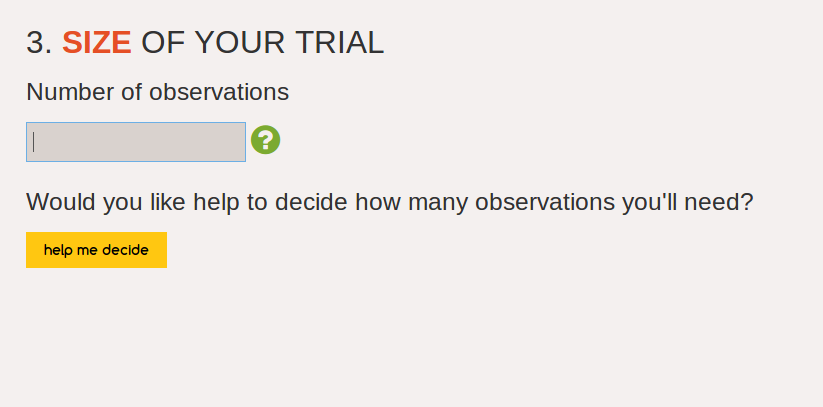 3. SIZE OF YOUR TRIAL
Number of observations
?
Would you like help to decide how many observations you'll need?
help me decide